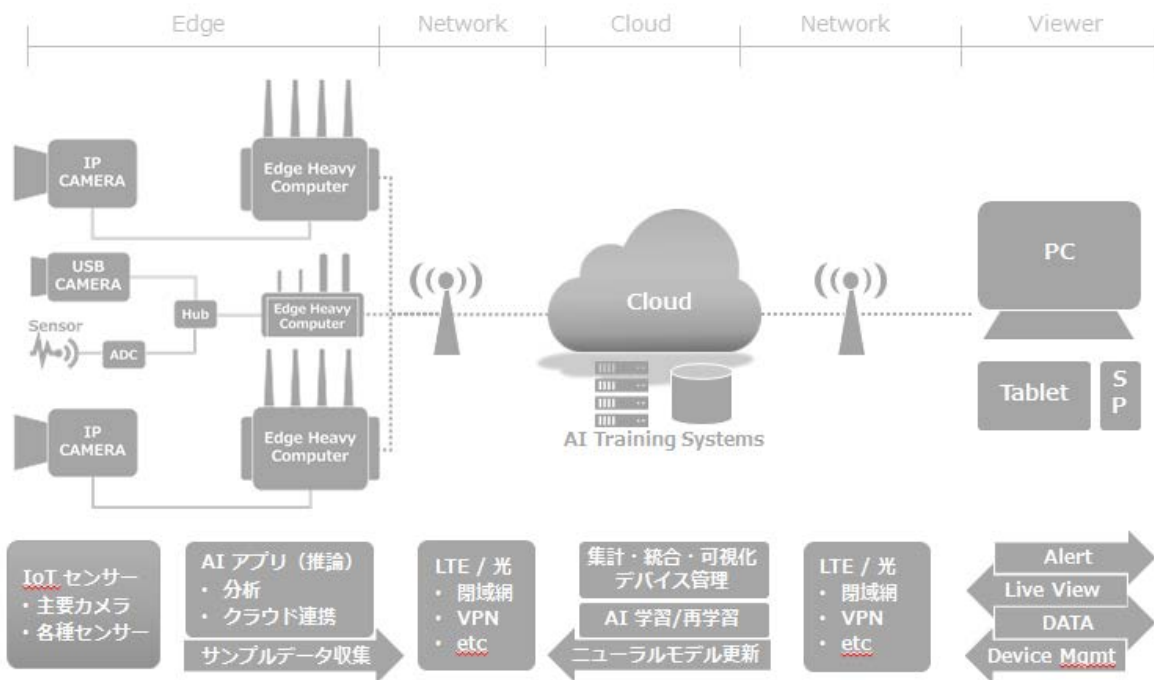 Edge
Network
Cloud
Network
Viewer
IP
CAMERA
Edge Heavy
Computer
USB
CAMERA
Hub
Edge Heavy
Computer
Sensor
ADC
IP
CAMERA
Edge Heavy
Computer
Cloud
AI Training Systems
PC
Tablet
S
P
IoT センサー
・ 主要カメラ
・ 各種センサー
AI アプリ（推論）
・ 分析
・ クラウド連携
サンプルデータ収集
LTE / 光
・ 閉域網
・ VPN
・ etc
集計・統合・可視化
デバイス管理
AI 学習/再学習
ニューラルモデル更新
LTE / 光
・ 閉域網
・ VPN
・ etc
Alert
Live View
DATA
Device Mgmt